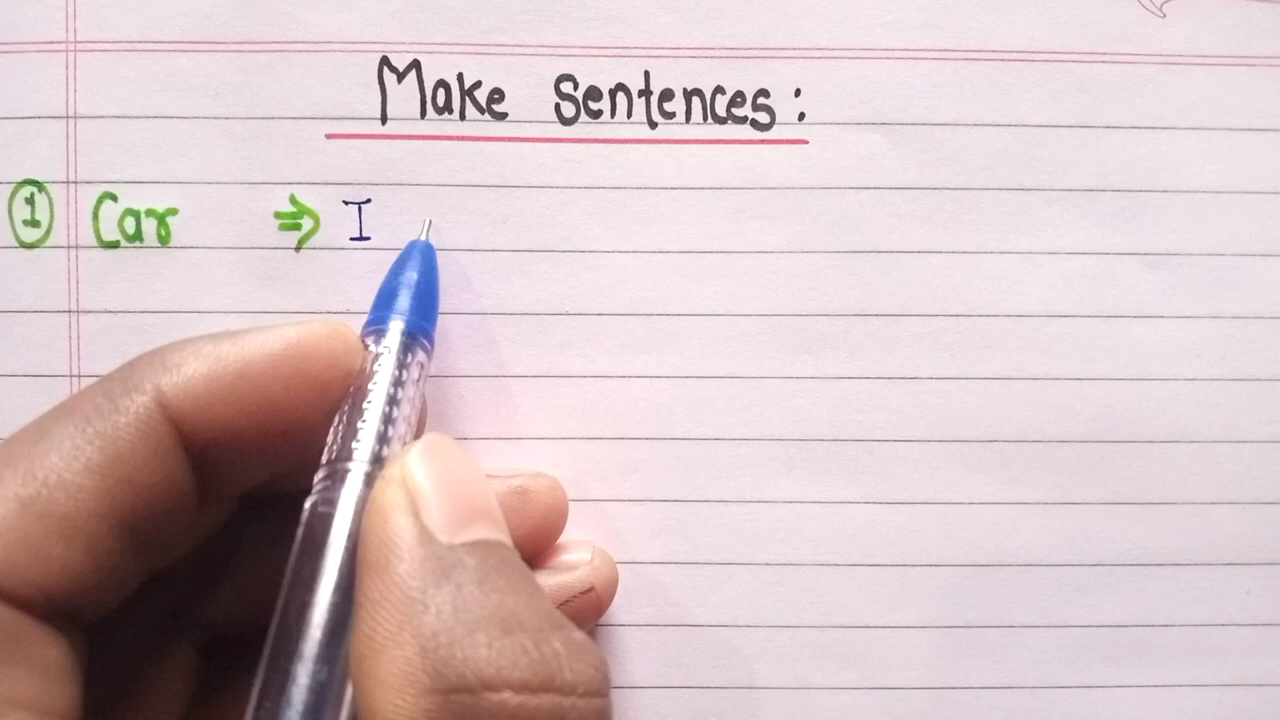 Make Sentences:
① Car ⇒ I